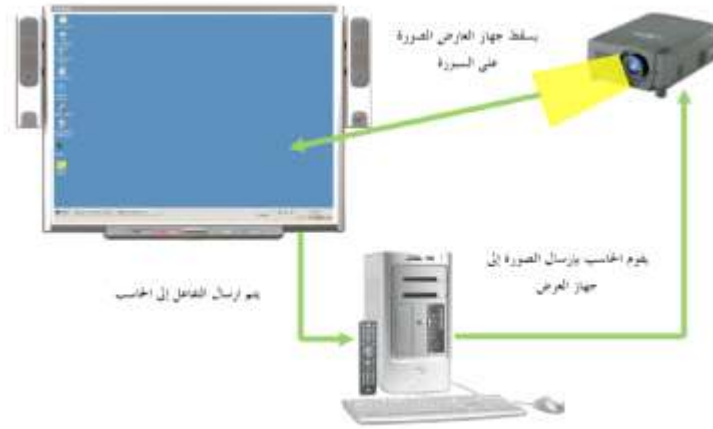 يسقط جهاز العارض الصورة
على السبورة
يقوم الحاسب بإرسال الصورة إلى
جهاز العرض
يتم ارسال التفاعل إلى الحاسب